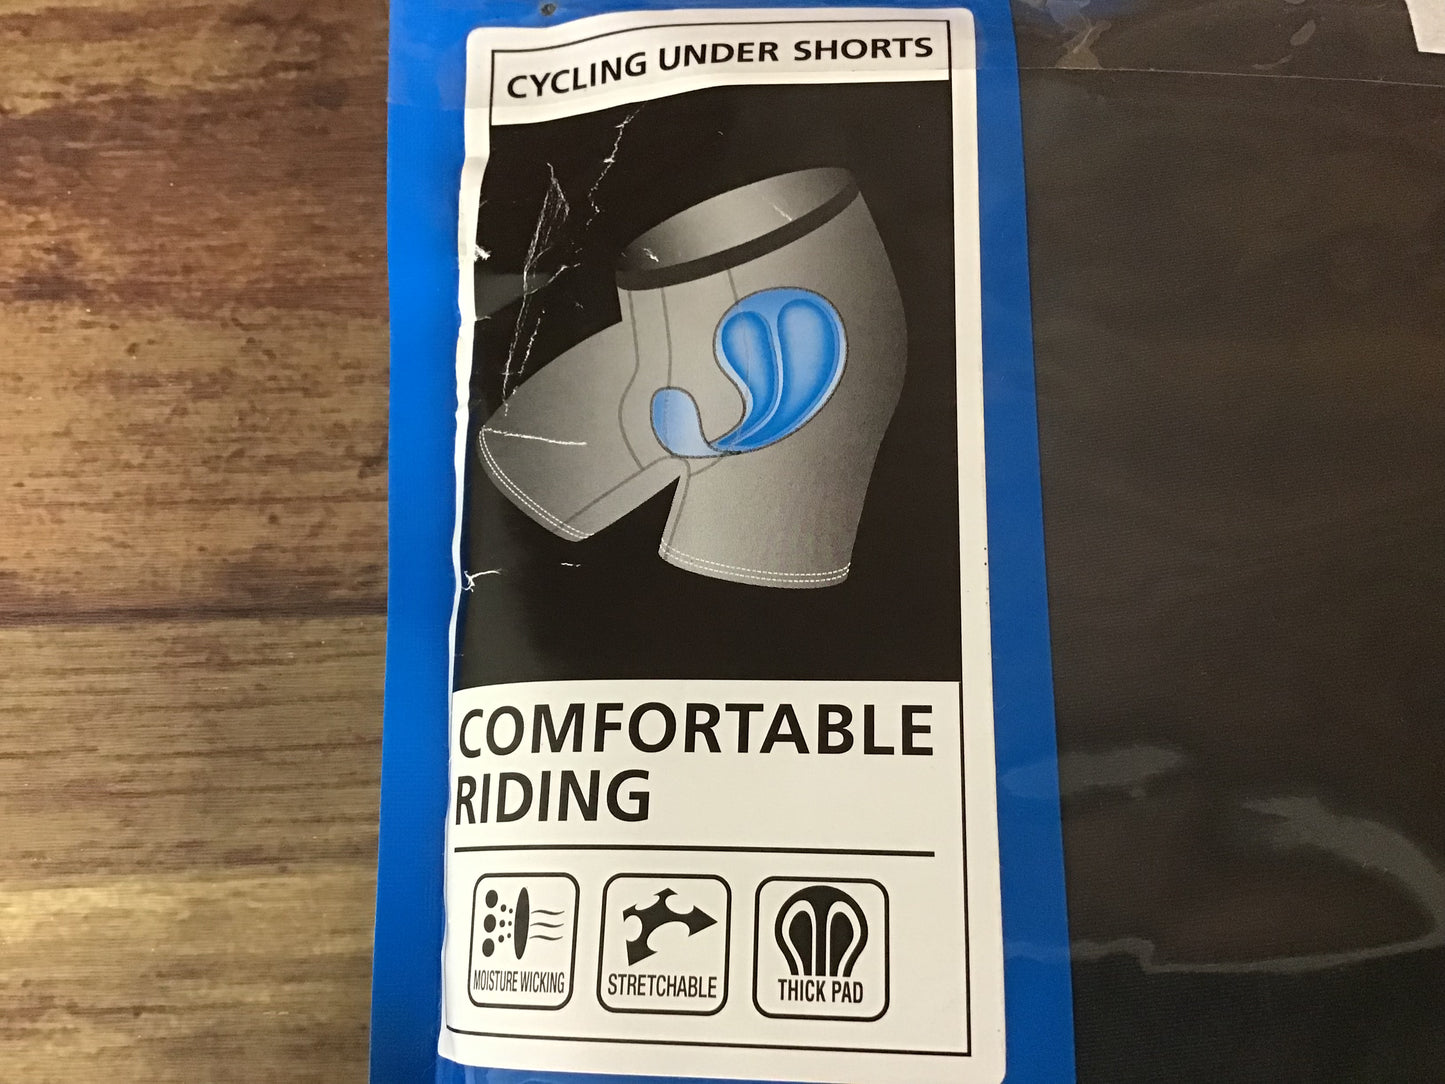 CYCLING UNDER SHORTS
COMFORTABLE
RIDING
MOISTURE WICKING
STRETCHABLE
THICK PAD